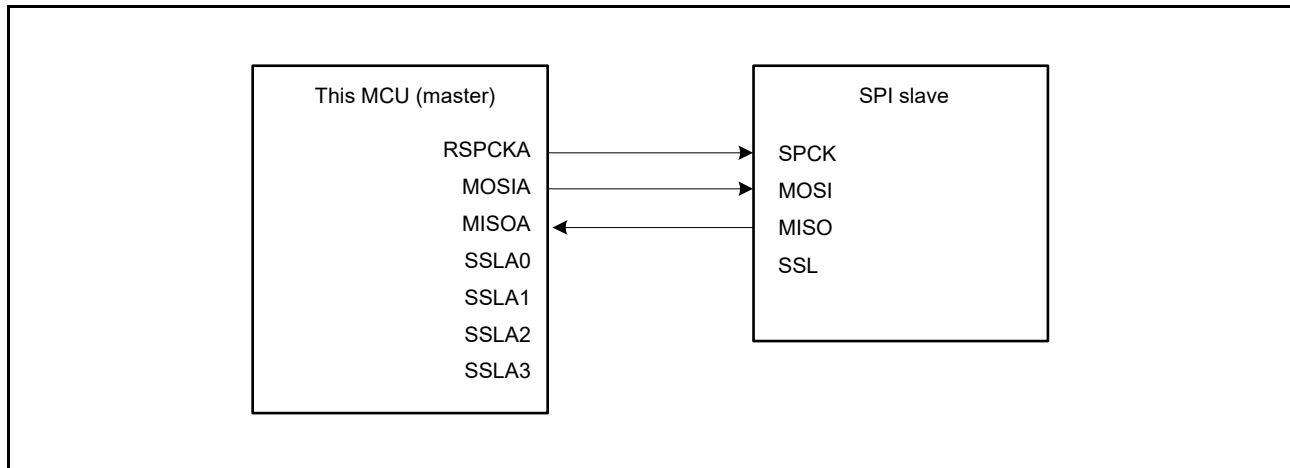 This MCU (master)
RSPCKA
MOSIA
MISOA
SSLA0
SSLA1
SSLA2
SSLA3
SPI slave
SPCK
MOSI
MISO
SSL